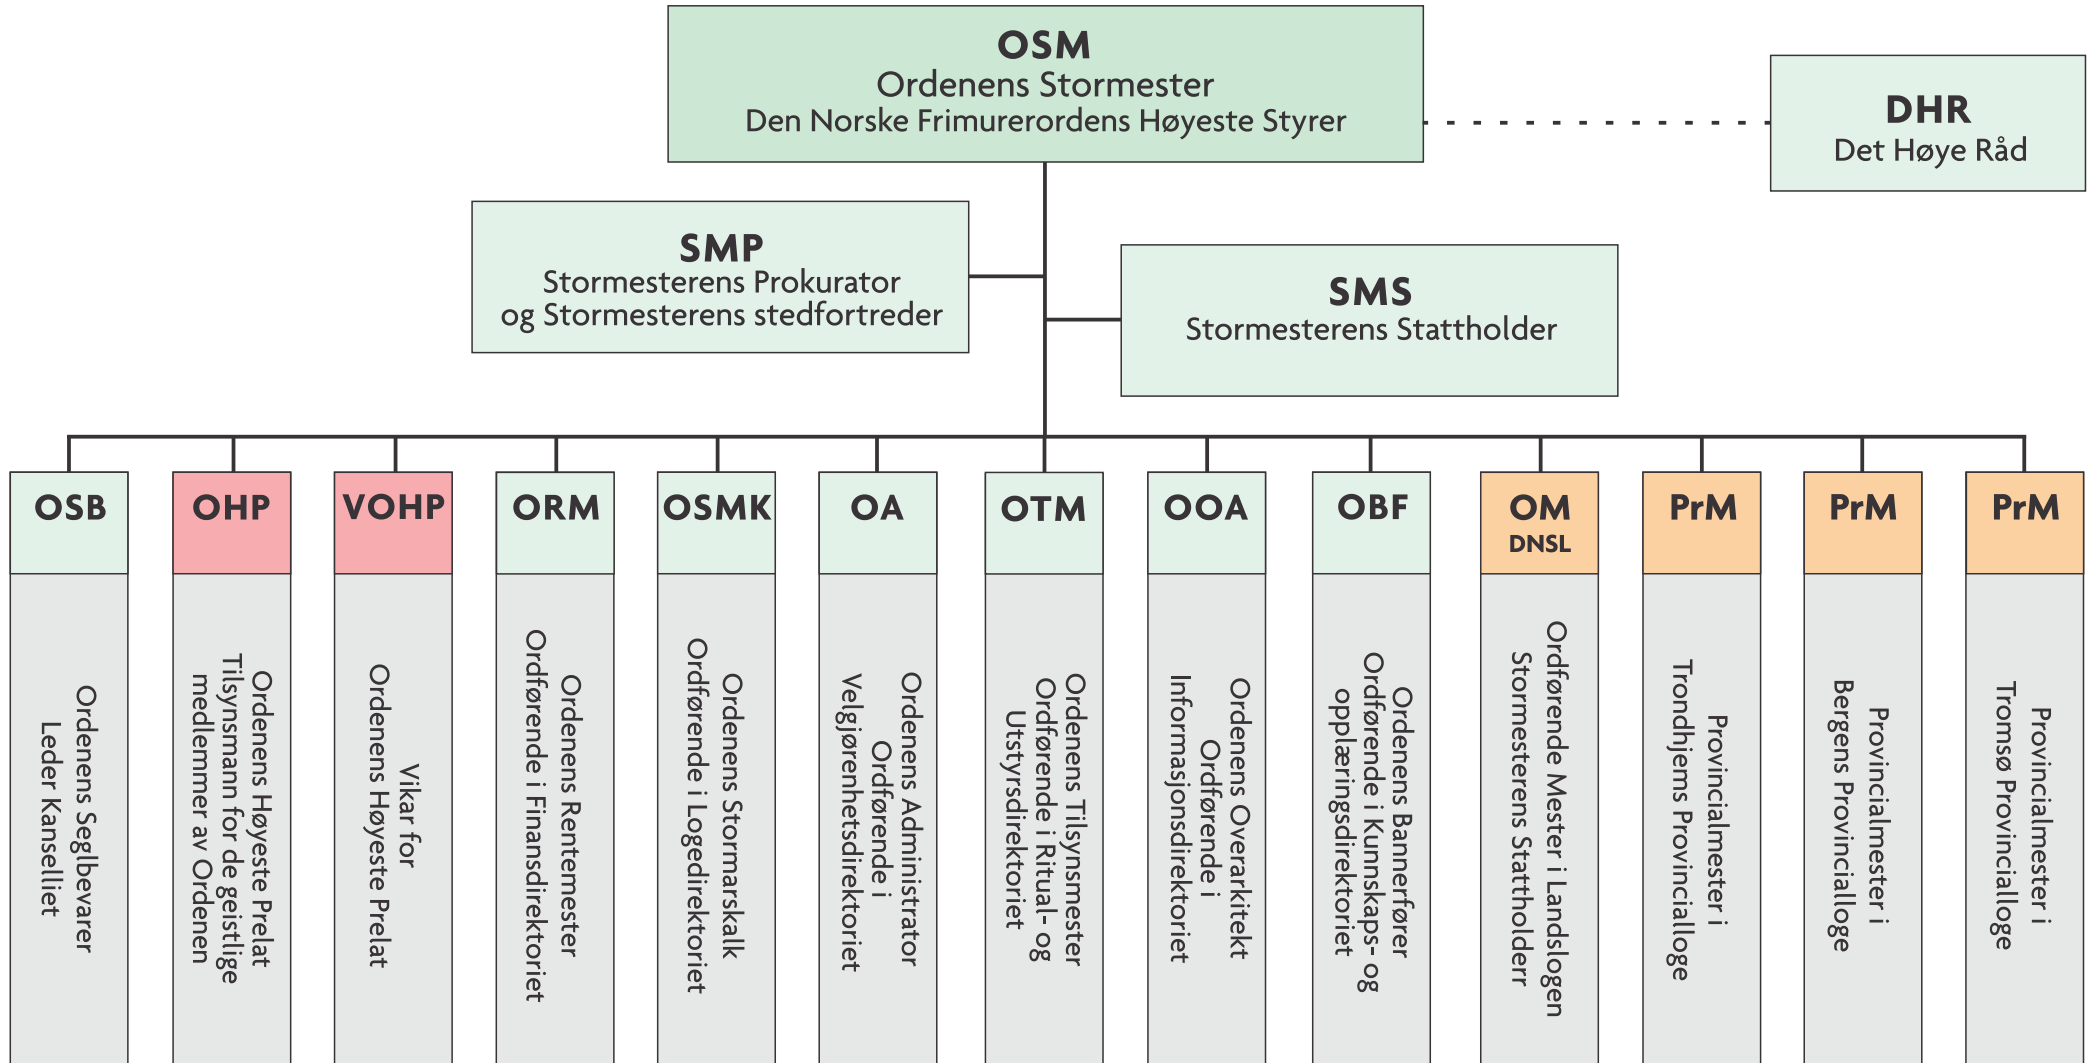 OSM
Ordenens Stormester
Den Norske Frimurerordens Høyeste Styrer
DHR
Det Høye Råd
SMP
Stormesterens Prokurator
og Stormesterens stedfortreder
SMS
Stormesterens Stattholder
OSB
Ordenens Seglbevarer
Leder Kanselliet
OHP
Ordenens Høyeste Prelat
Tilsynsmann for de geistlige
medlemmer av Ordenen
VOHP
Vikar for
Ordenens Høyeste Prelat
ORM
Ordenens Rentemester
Ordførende i Finansdirektoriet
OSMK
Ordenens Stormarskalk
Ordførende i Logedirektoriet
OA
Ordenens Administrator
Ordførende i
Velgjørenhetsdirektoriet
OTM
Ordenens Tilsynsmester
Ordførende i Ritual- og
Utstyrsdirektoriet
OOA
Ordenens Overarkitekt
Ordførende i
Informasjonsdirektoriet
OBF
Ordenens Bannerfører
Ordførende i Kunnskaps- og
opplæringsdirektoriet
OM
DNSL
Ordførende Mester i Landslogen
Stormesterens Stattholderr
PrM
Provincialmester i
Trondhjems Provincialloge
PrM
Provincialmester i
Bergens Provincialloge
PrM
Provincialmester i
Tromsø Provincialloge